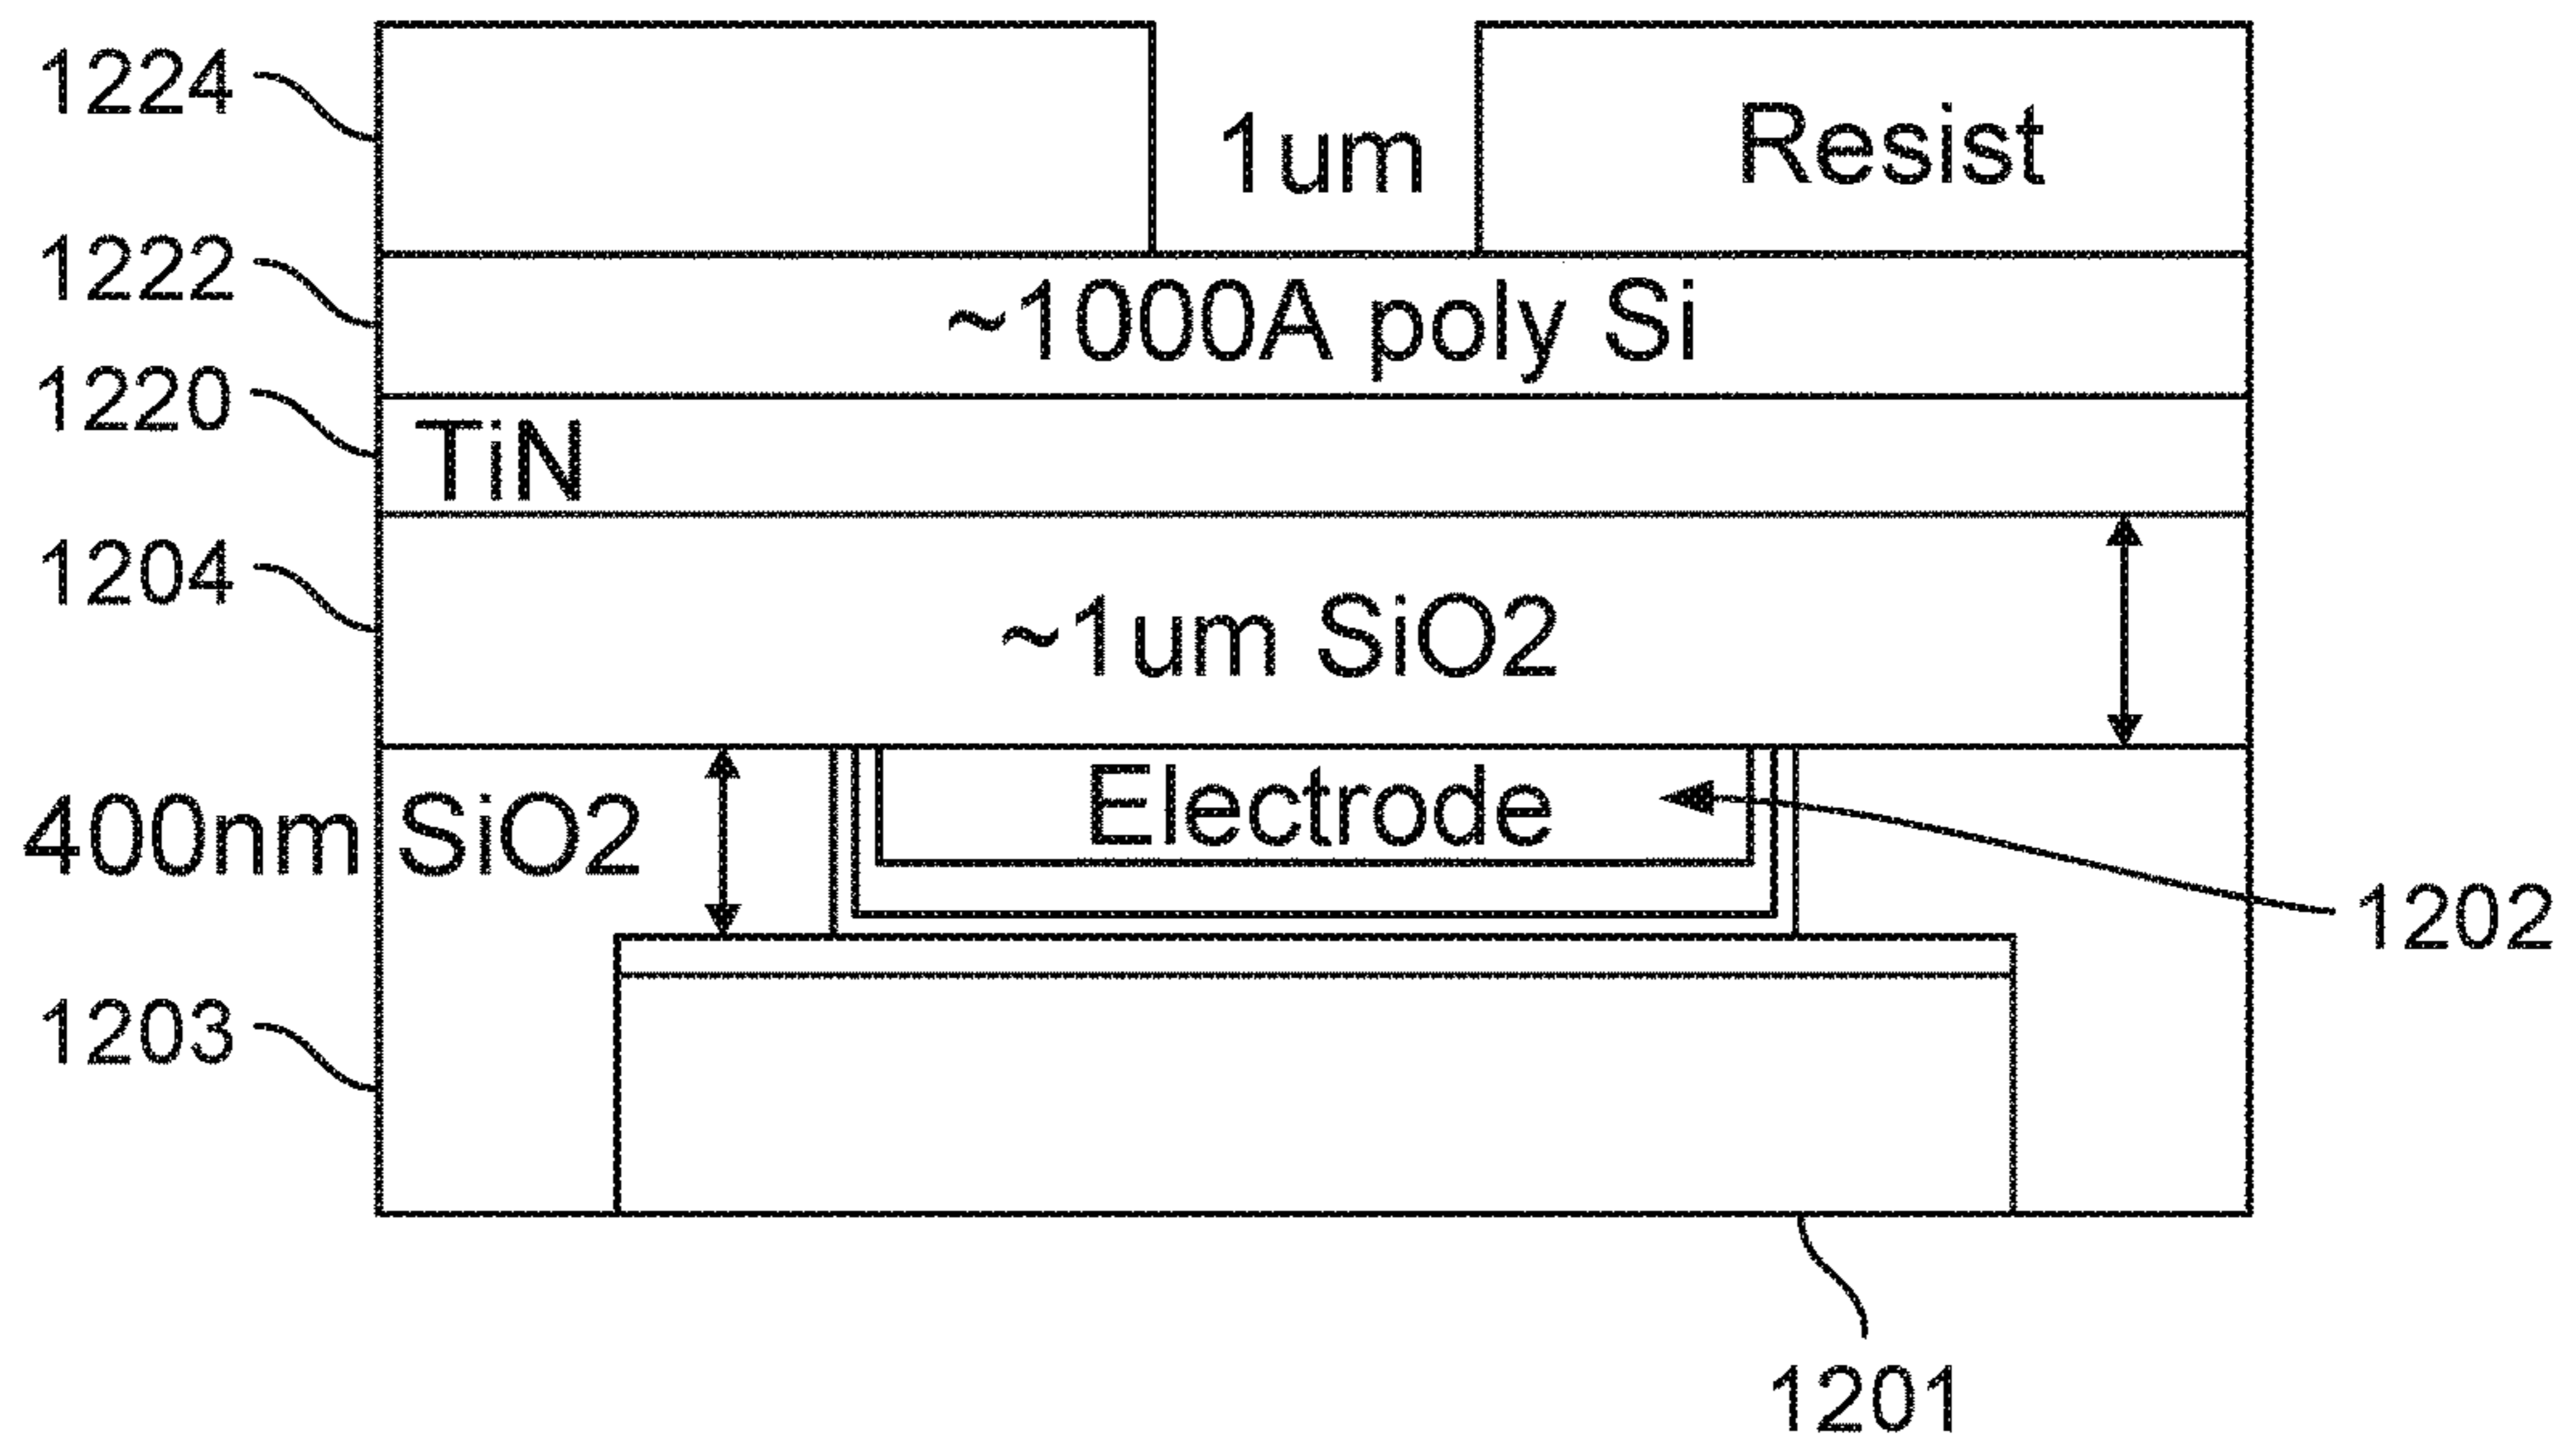 1224
1um
Resist
1222
~1000A poly Si
1220
TiN
1204
~1um SiO2
400nm SiO2
Electrode
1202
1203
1201